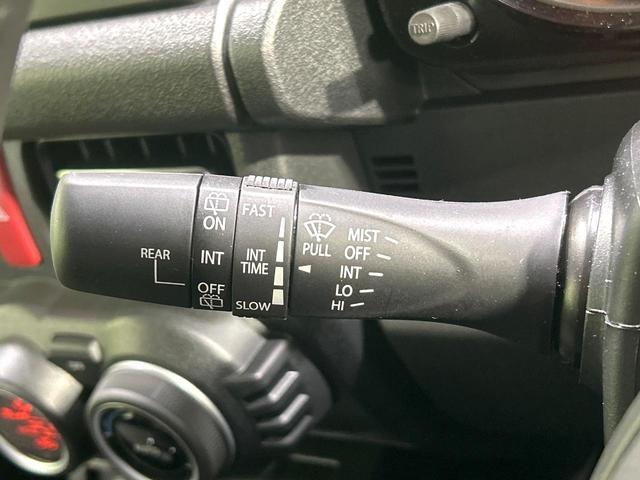 TRIP
REAR
ON
INT
OFF
FAST
INT
TIME
SLOW
PULL
MIST
OFF
INT
LO
HI